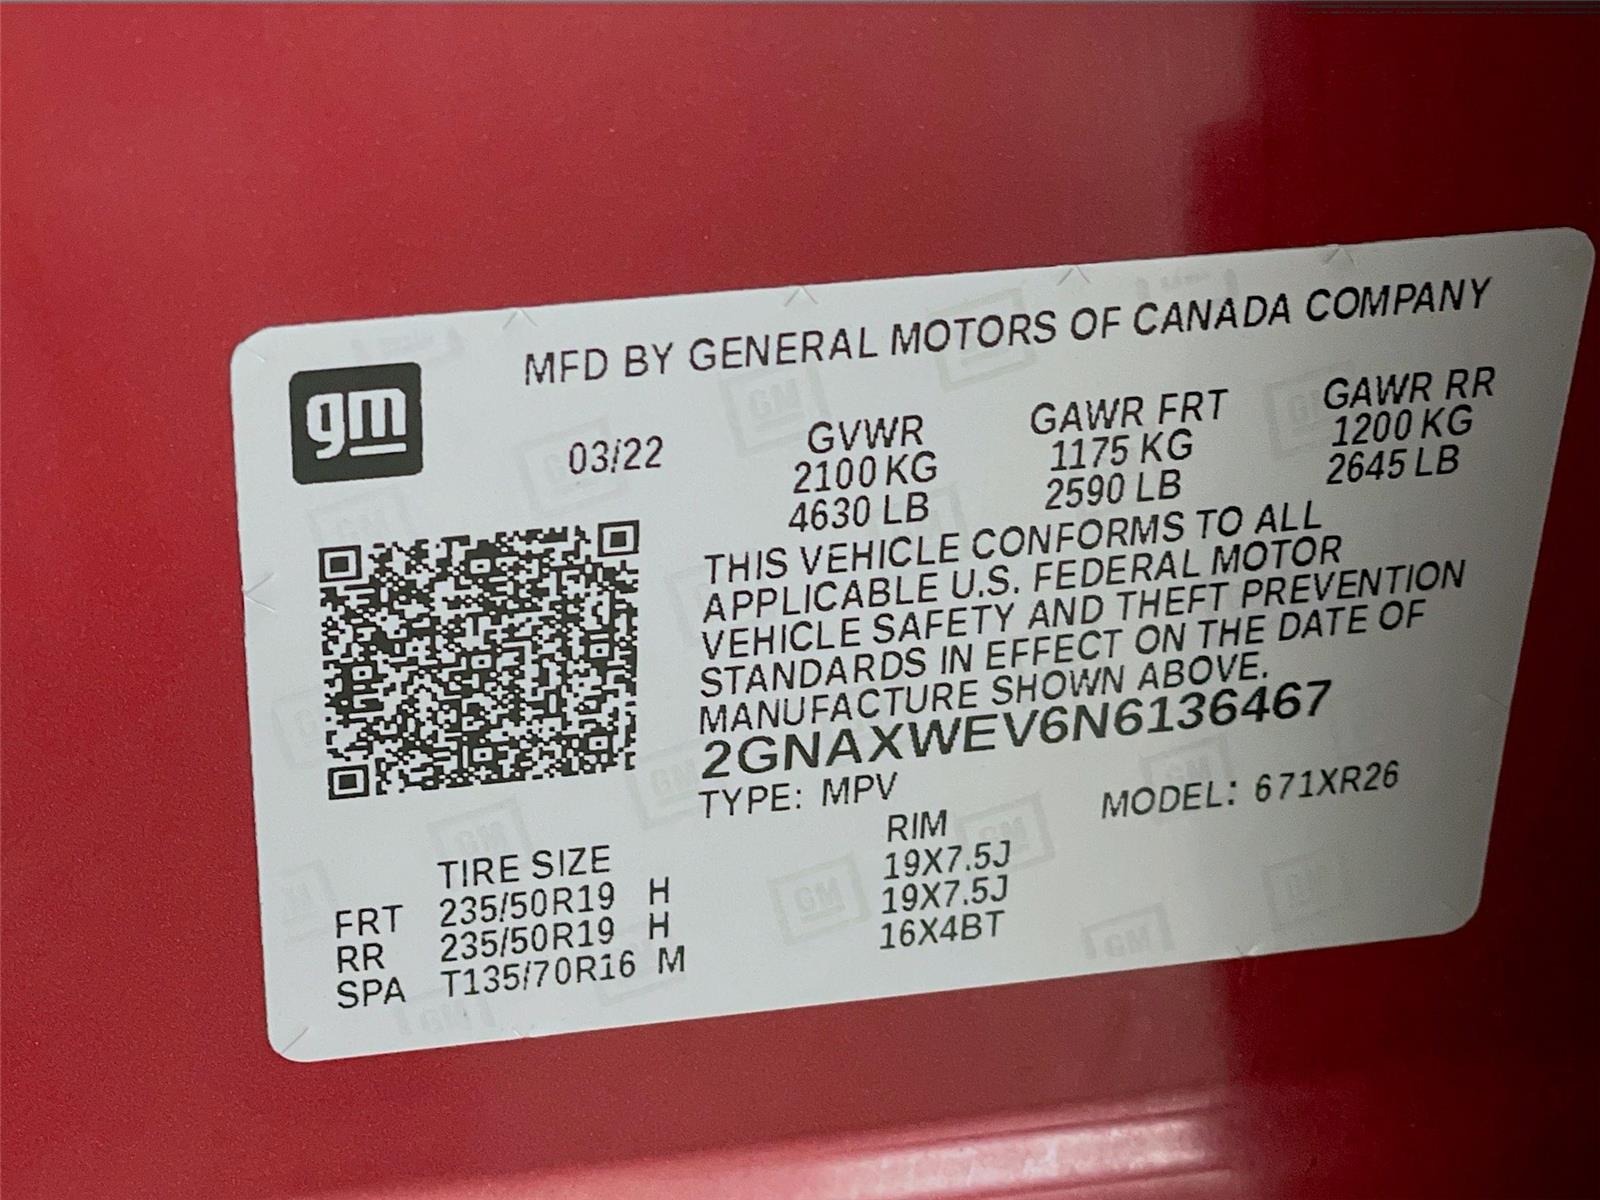 gm
MFD BY GENERAL MOTORS OF CANADA COMPANY
03/22 GVWR GAWR FRT GAWR RR
2100 KG 1175 KG 1200 KG
4630 LB 2590 LB 2645 LB
THIS VEHICLE CONFORMS TO ALL
APPLICABLE U.S. FEDERAL MOTOR
VEHICLE SAFETY AND THEFT PREVENTION
STANDARDS IN EFFECT ON THE DATE OF
MANUFACTURE SHOWN ABOVE.
2GNAXWEV6N6136467
TYPE: MPV MODEL: 671XR26
TIRE SIZE RIM
FRT 235/50R19 H 19X7.5J
RR 235/50R19 H 19X7.5J
SPA T135/70R16 M 16X4BT